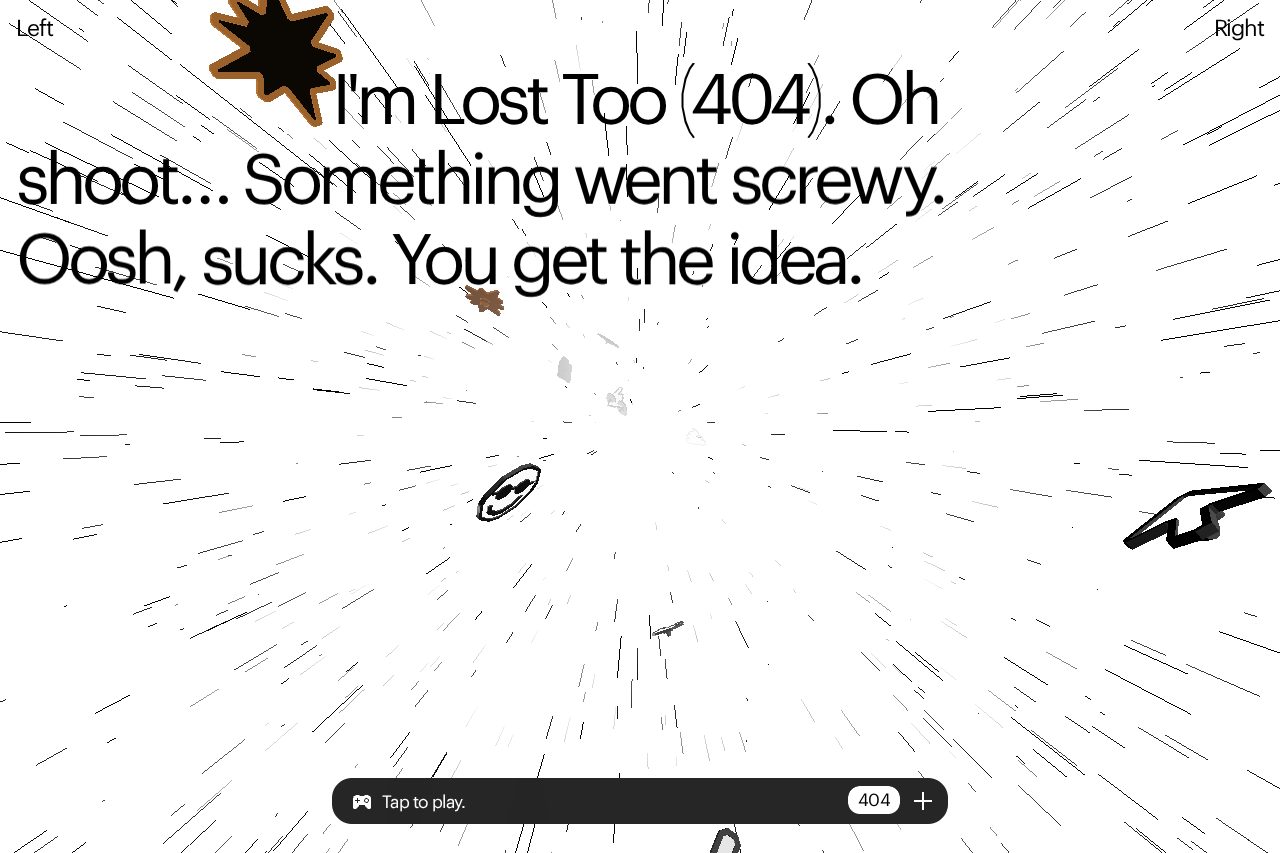 Left
Right
I'm Lost Too (404). Oh
shoot... Something went screwy.
Oosh, sucks. You get the idea.
Tap to play.
404